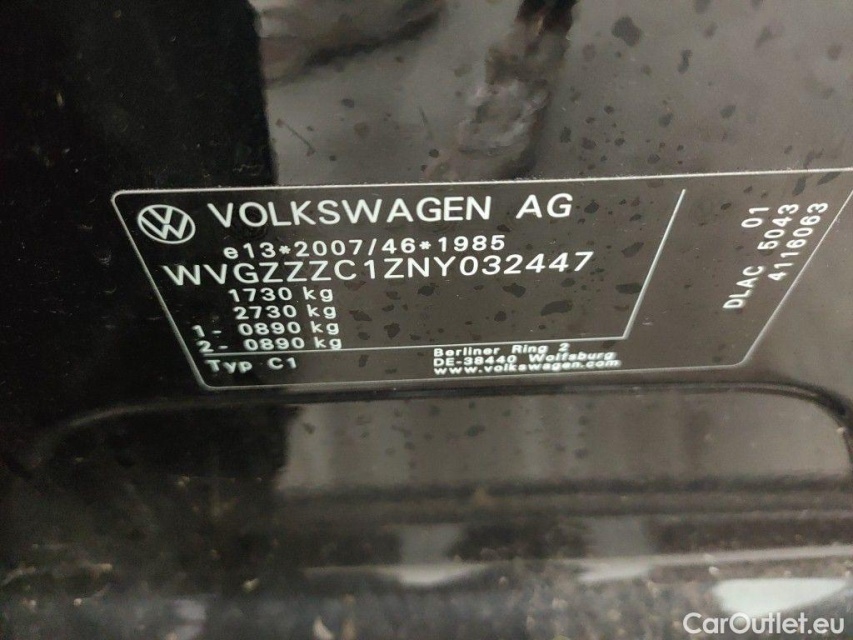 VOLKSWAGEN AG
e13*2007/46*1985
WVGZZZC1ZNY032447
1730 kg
2730 kg
1- 0890 kg
2- 0890 kg
Typ C1
Berliner Ring 2
DE-38440 Wolfsburg
www.volkswagen.com
01
DLAC 5043
4116063
CarOutlet.eu